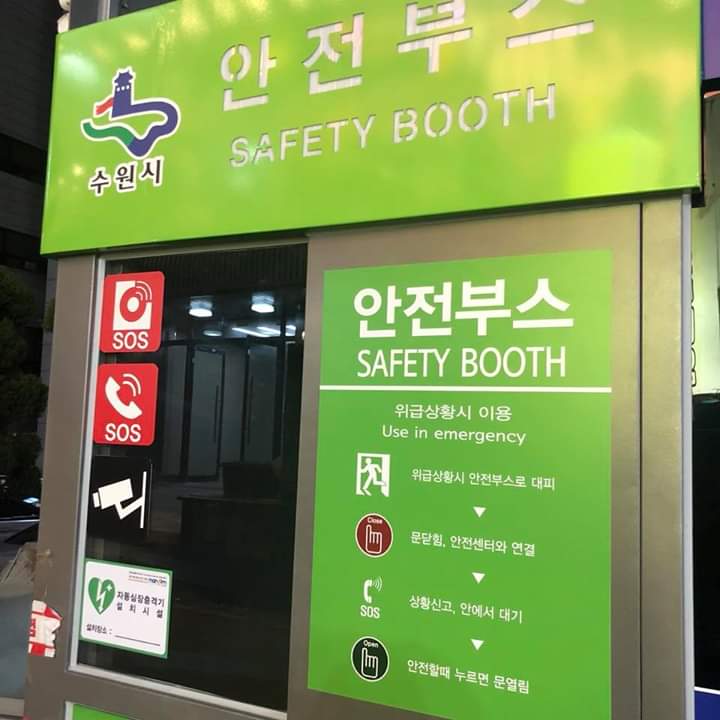 안전부스
SAFETY BOOTH
수원시
SOS
SOS
자동심장충격기
설치시설
설치장소 :
안전부스
SAFETY BOOTH
위급상황시 이용
Use in emergency
위급상황시 안전부스로 대피
Close
문닫힘, 안전센터와 연결
SOS
상황신고, 안에서 대기
Open
안전할때 누르면 문열림